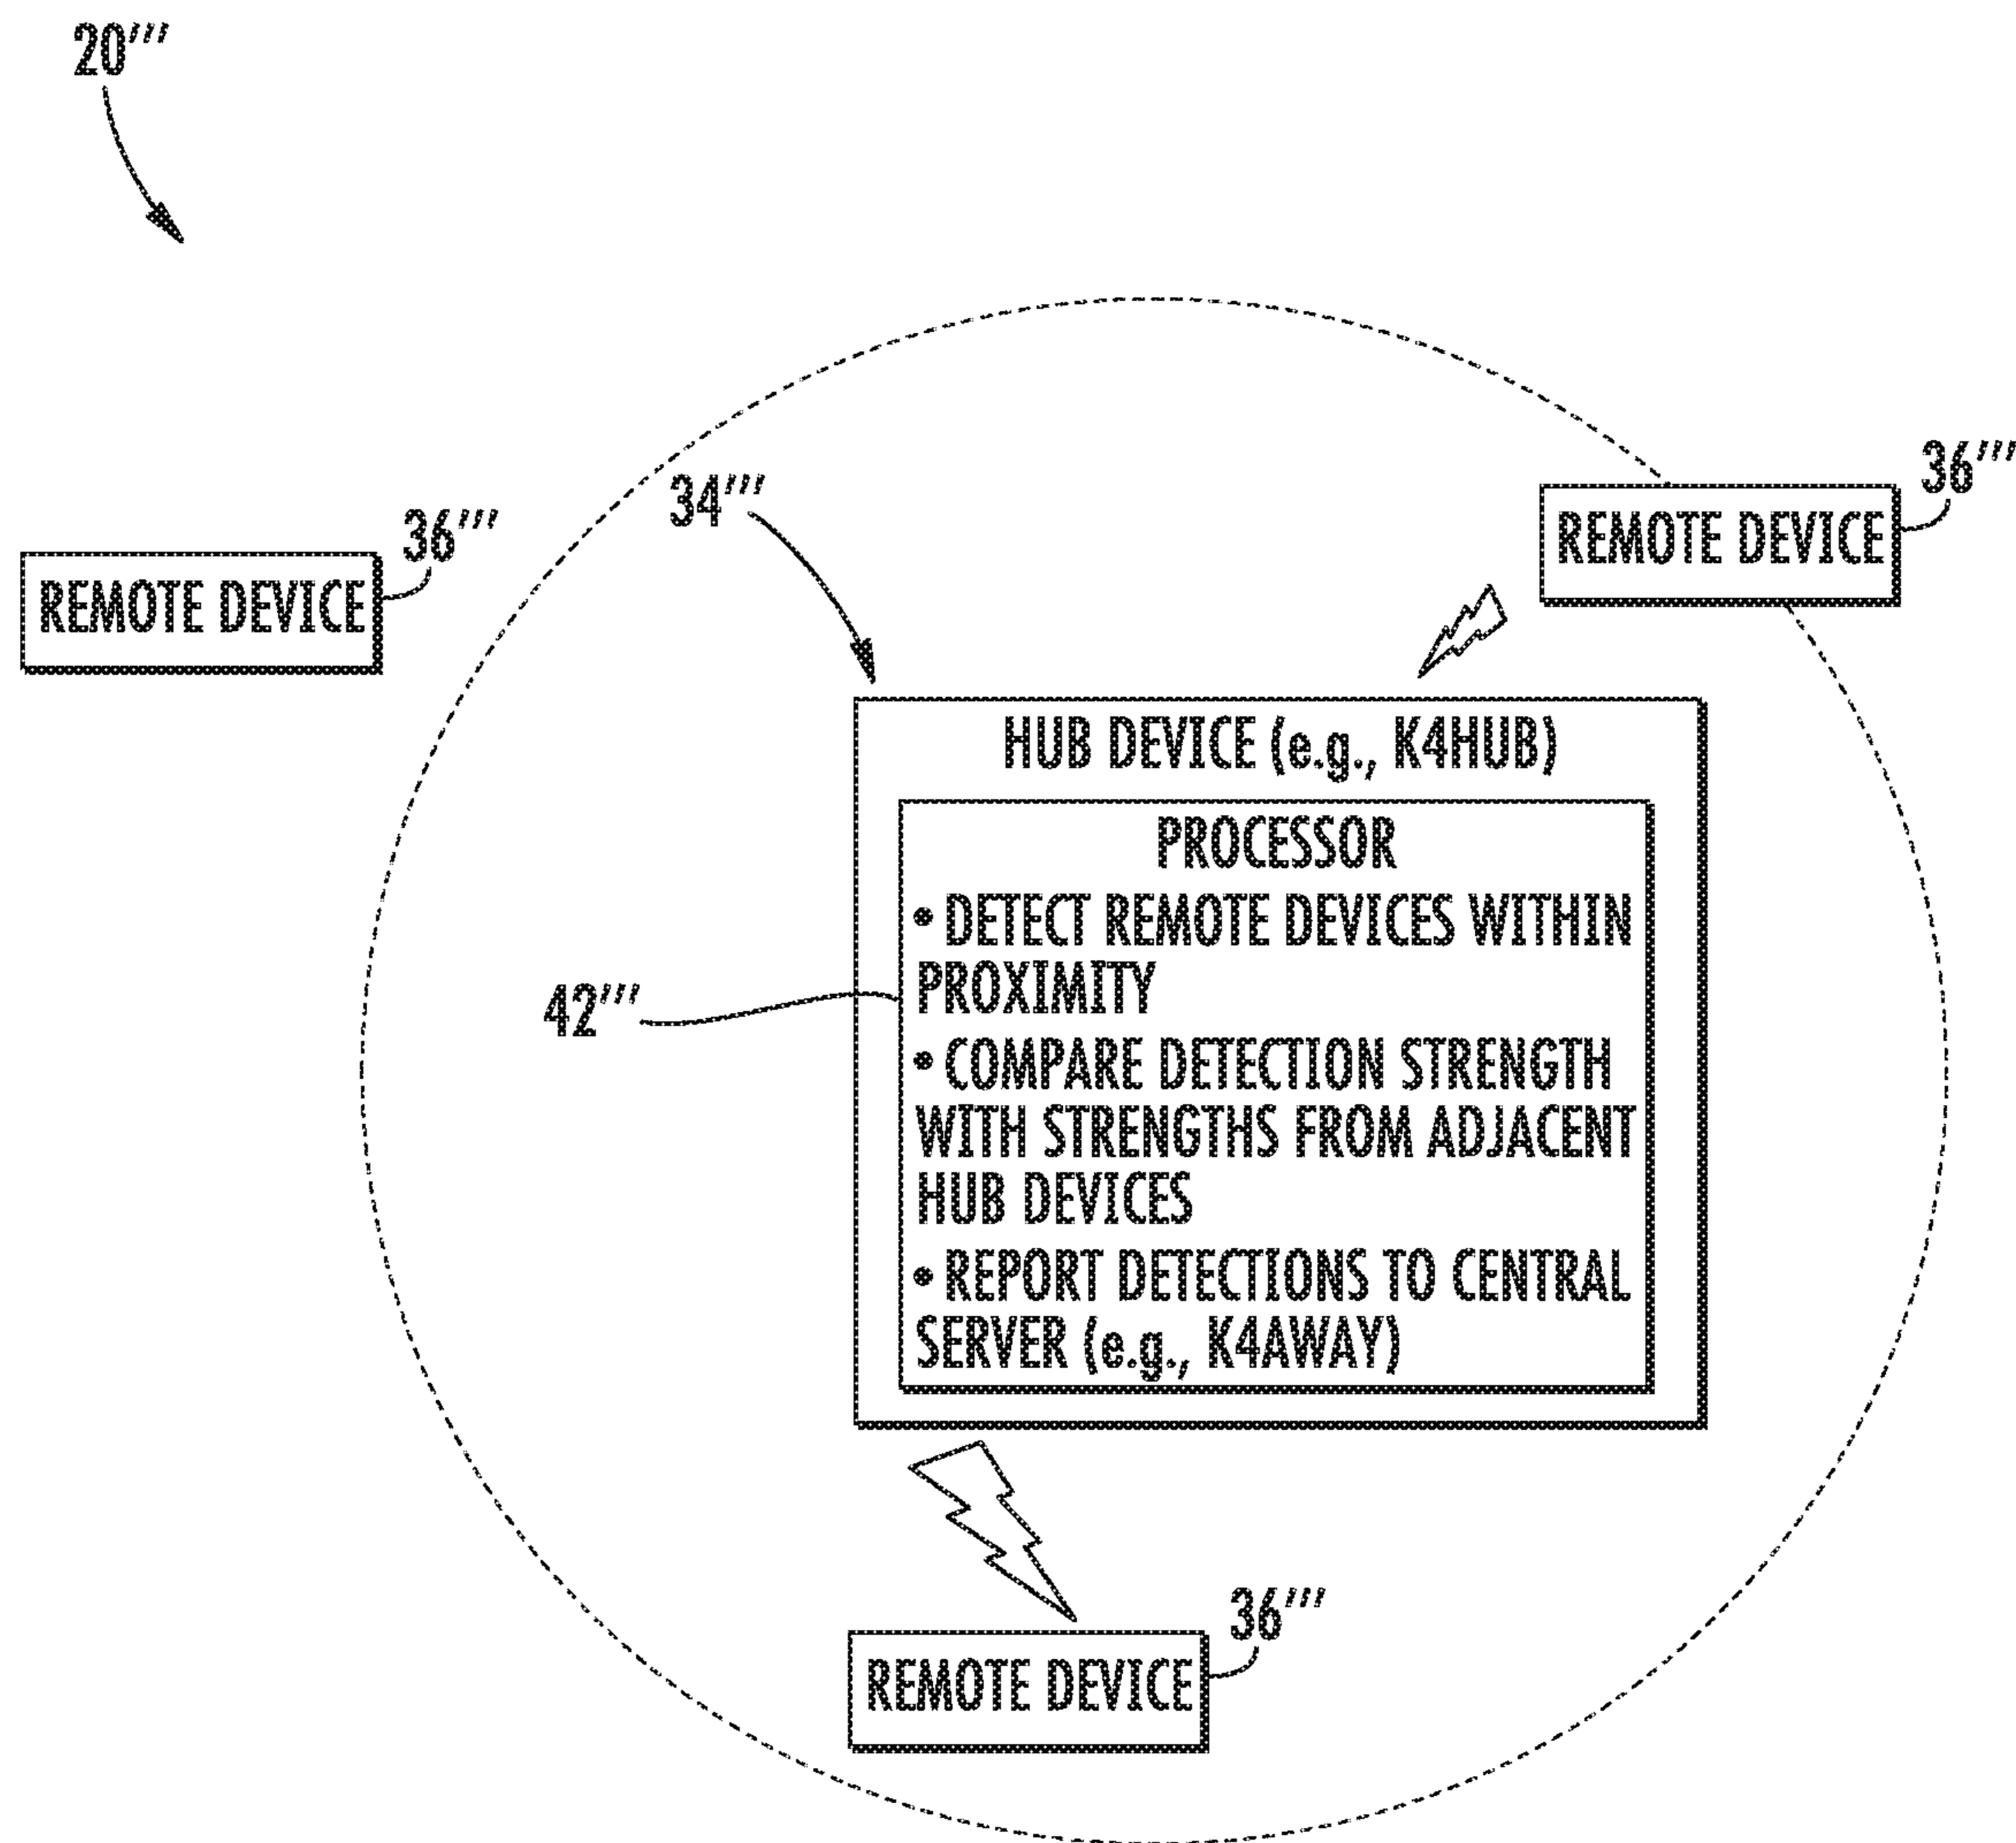 20'''
36'''
34'''
36'''
REMOTE DEVICE
REMOTE DEVICE
HUB DEVICE (e.g., K4HUB)
PROCESSOR
• DETECT REMOTE DEVICES WITHIN
PROXIMITY
42'''
• COMPARE DETECTION STRENGTH
WITH STRENGTHS FROM ADJACENT
HUB DEVICES
• REPORT DETECTIONS TO CENTRAL
SERVER (e.g., K4AWAY)
36'''
REMOTE DEVICE